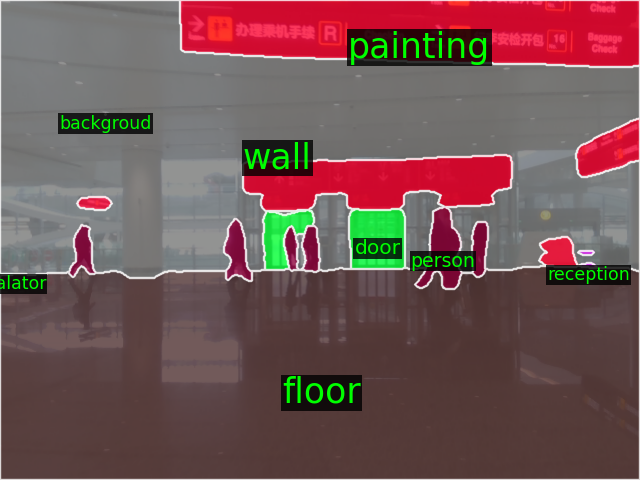 办理乘机手续 R
安检开包 16 Baggage
Check
Check
painting
backgroud
wall
door
person
reception
alator
floor